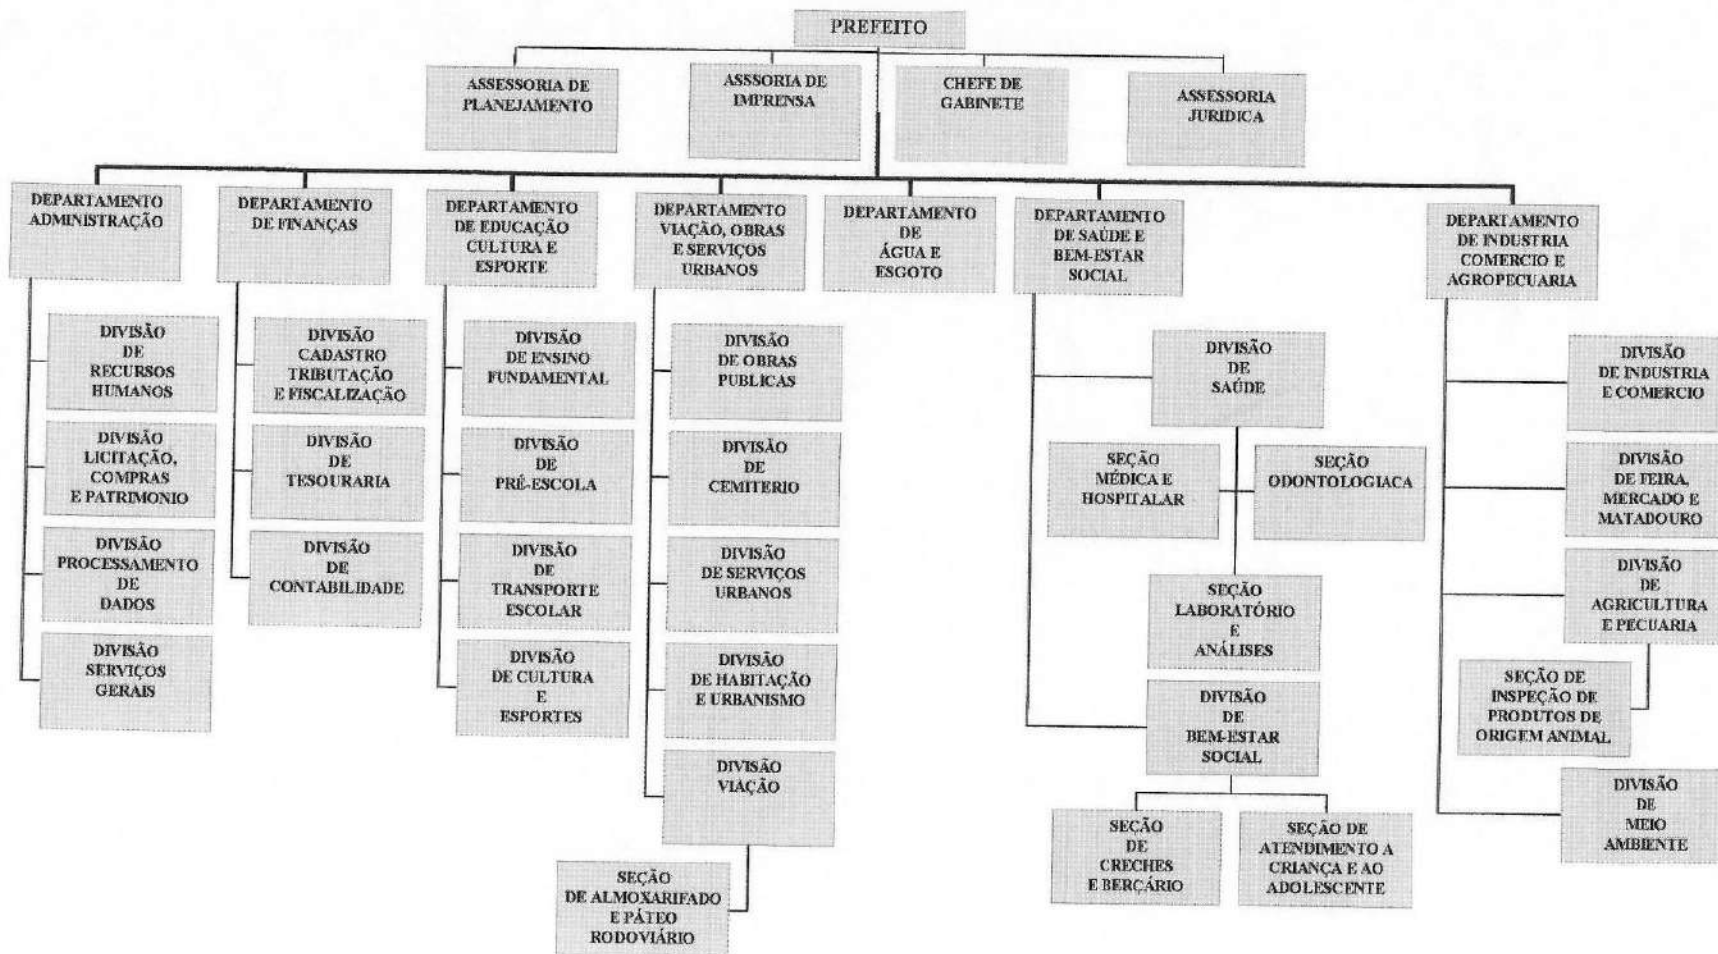 PREFEITO
ASSESSORIA DE
PLANEJAMENTO
ASSSORIA DE
IMPRENSA
CHEFE DE
GABINETE
ASSESSORIA
JURIDICA
DEPARTAMENTO
ADMINISTRAÇÃO
DEPARTAMENTO
DE FINANÇAS
DEPARTAMENTO
DE EDUCAÇÃO
CULTURA E
ESPORTE
DEPARTAMENTO
VIAÇÃO, OBRAS
E SERVIÇOS
URBANOS
DEPARTAMENTO
DE
ÁGUA E
ESGOTO
DEPARTAMENTO
DE SAÚDE E
BEM-ESTAR
SOCIAL
DEPARTAMENTO
DE INDUSTRIA
COMERCIO E
AGROPECUARIA
DIVISÃO
DE
RECURSOS
HUMANOS
DIVISÃO
LICITAÇÃO,
COMPRAS
E PATRIMONIO
DIVISÃO
PROCESSAMENTO
DE
DADOS
DIVISÃO
SERVIÇOS
GERAIS
DIVISÃO
CADASTRO
TRIBUTAÇÃO
E FISCALIZAÇÃO
DIVISÃO
DE
TESOURARIA
DIVISÃO
DE
CONTABILIDADE
DIVISÃO
DE ENSINO
FUNDAMENTAL
DIVISÃO
DE
PRÉ-ESCOLA
DIVISÃO
DE
TRANSPORTE
ESCOLAR
DIVISÃO
DE CULTURA
E
ESPORTES
DIVISÃO
DE OBRAS
PUBLICAS
DIVISÃO
DE
CEMITERIO
DIVISÃO
DE SERVIÇOS
URBANOS
DIVISÃO
DE HABITAÇÃO
E URBANISMO
DIVISÃO
VIAÇÃO
SEÇÃO
DE ALMOXARIFADO
E PÁTEO
RODOVIÁRIO
DIVISÃO
DE
SAÚDE
SEÇÃO
MÉDICA E
HOSPITALAR
SEÇÃO
ODONTOLOGIACA
SEÇÃO
LABORATÓRIO
E
ANÁLISES
DIVISÃO
DE
BEM-ESTAR
SOCIAL
SEÇÃO
DE
CRECHES
E BERÇÁRIO
SEÇÃO DE
ATENDIMENTO A
CRIANÇA E AO
ADOLESCENTE
DIVISÃO
DE INDUSTRIA
E COMERCIO
DIVISÃO
DE FEIRA,
MERCADO E
MATADOURO
DIVISÃO
DE
AGRICULTURA
E PECUARIA
SEÇÃO DE
INSPEÇÃO DE
PRODUTOS DE
ORIGEM ANIMAL
DIVISÃO
DE
MEIO
AMBIENTE